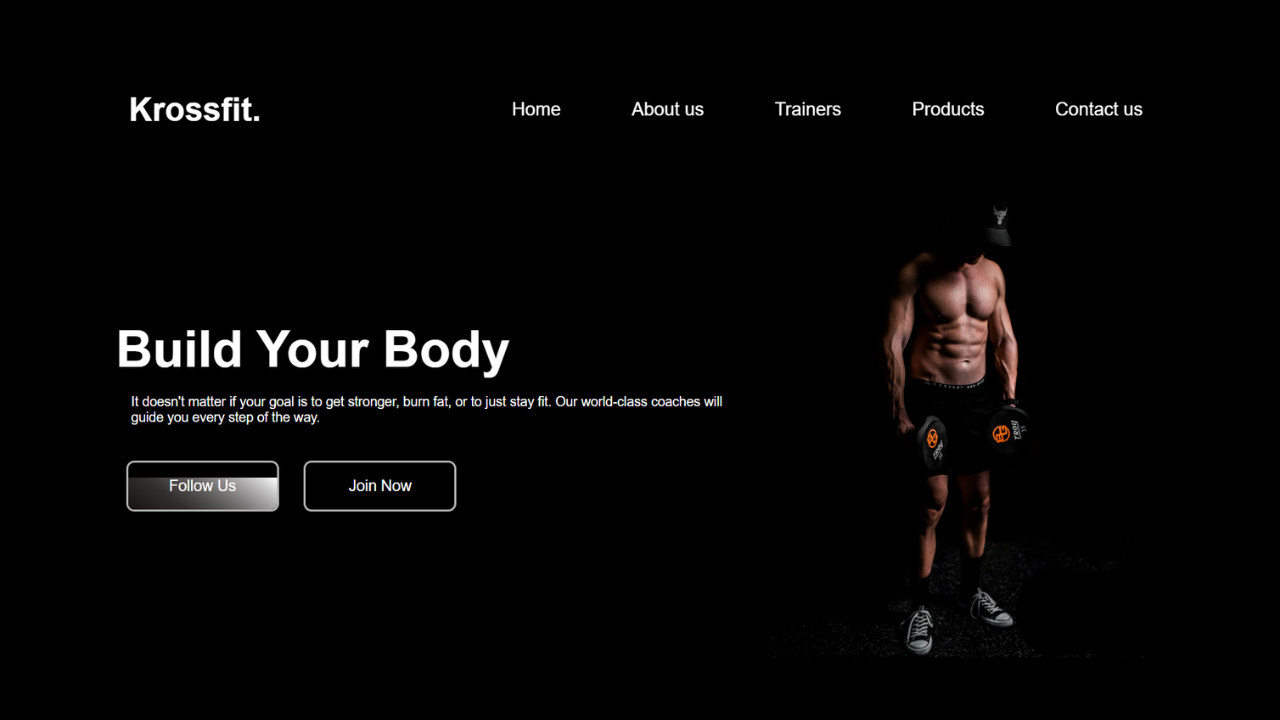 Krossfit.
Home About us Trainers Products Contact us
Build Your Body
It doesn't matter if your goal is to get stronger, burn fat, or to just stay fit. Our world-class coaches will
guide you every step of the way.
Follow Us Join Now
TROY